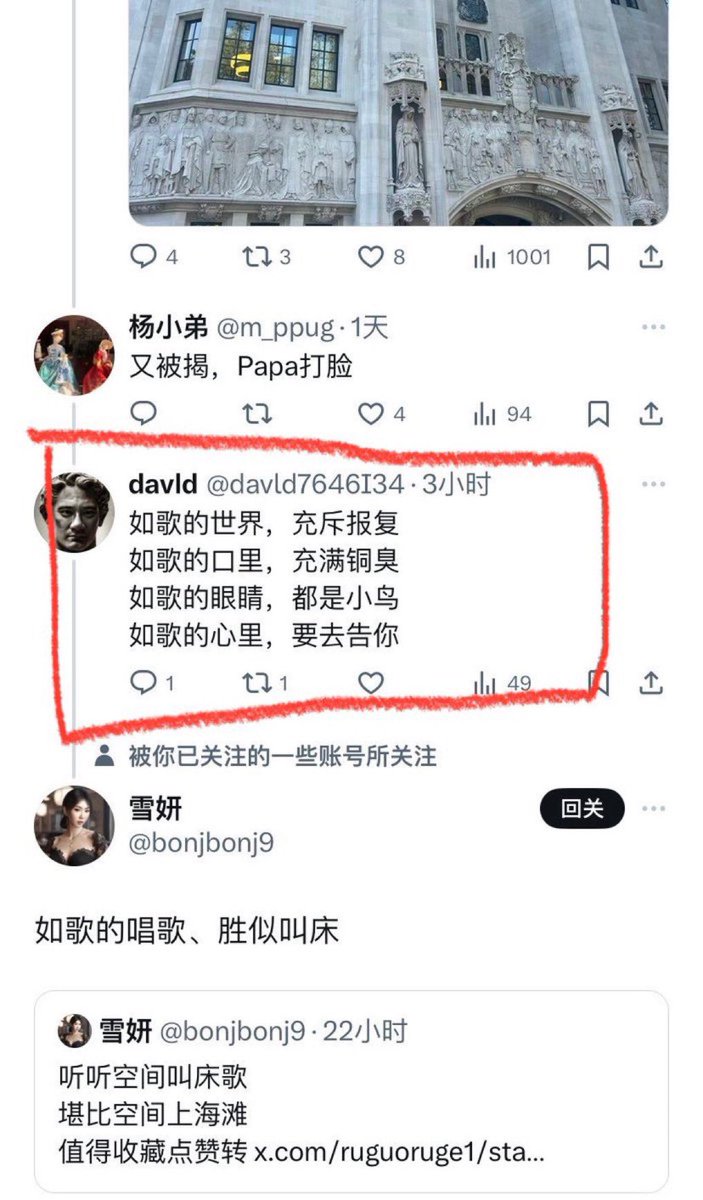 4 3 8 1001
杨小弟 @m_ppug·1天
又被揭，Papa打脸
4 94
davld @davld7646I34·3小时
如歌的世界，充斥报复
如歌的口里，充满铜臭
如歌的眼睛，都是小鸟
如歌的心里，要去告你
1 1 49
被你已关注的一些账号所关注
雪妍
回关
@bonjbonj9
如歌的唱歌、胜似叫床
雪妍 @bonjbonj9·22小时
听听空间叫床歌
堪比空间上海滩
值得收藏点赞转 x.com/ruguoruge1/sta...